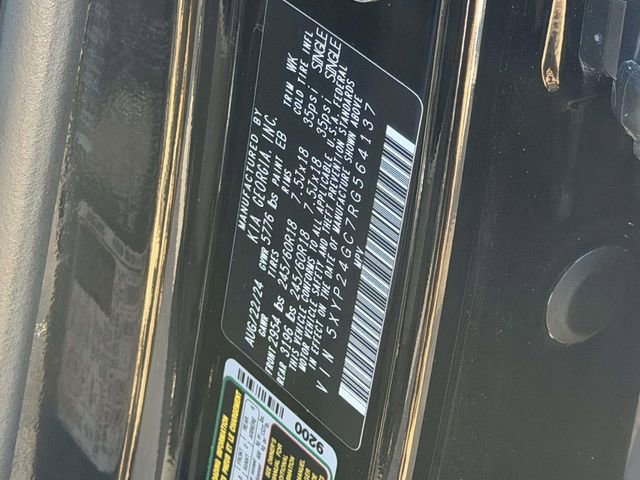 MANUFACTURED BY
KIA GEORGIA, INC.
AUG/22/24 GVWR 5776 lbs PAINT EB TRIM WK
GAWR TIRES RIMS COLD TIRE INFL
FRONT 2954 lbs 245/60R18 7.5Jx18 35psi SINGLE
REAR 3196 lbs 245/60R18 7.5Jx18 35psi SINGLE
THIS VEHICLE CONFORMS TO ALL APPLICABLE U.S.A. FEDERAL
MOTOR VEHICLE SAFETY AND THEFT PREVENTION STANDARDS
IN EFFECT ON THE DATE OF MANUFACTURE SHOWN ABOVE
VIN 5XYP24GC7RG564137
MPV
9200
LOADING INFORMATION